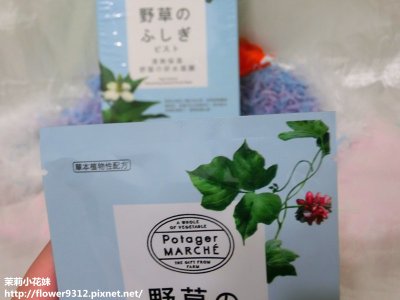 野草の
ふしぎ
ピスト
草本植物性配方
A WHOLE
OF VEGETABLE
Potager
MARCHÉ
THE GIFT FROM
FARM
野草の
茉莉小花妹
http://flower9312.pixnet.net/